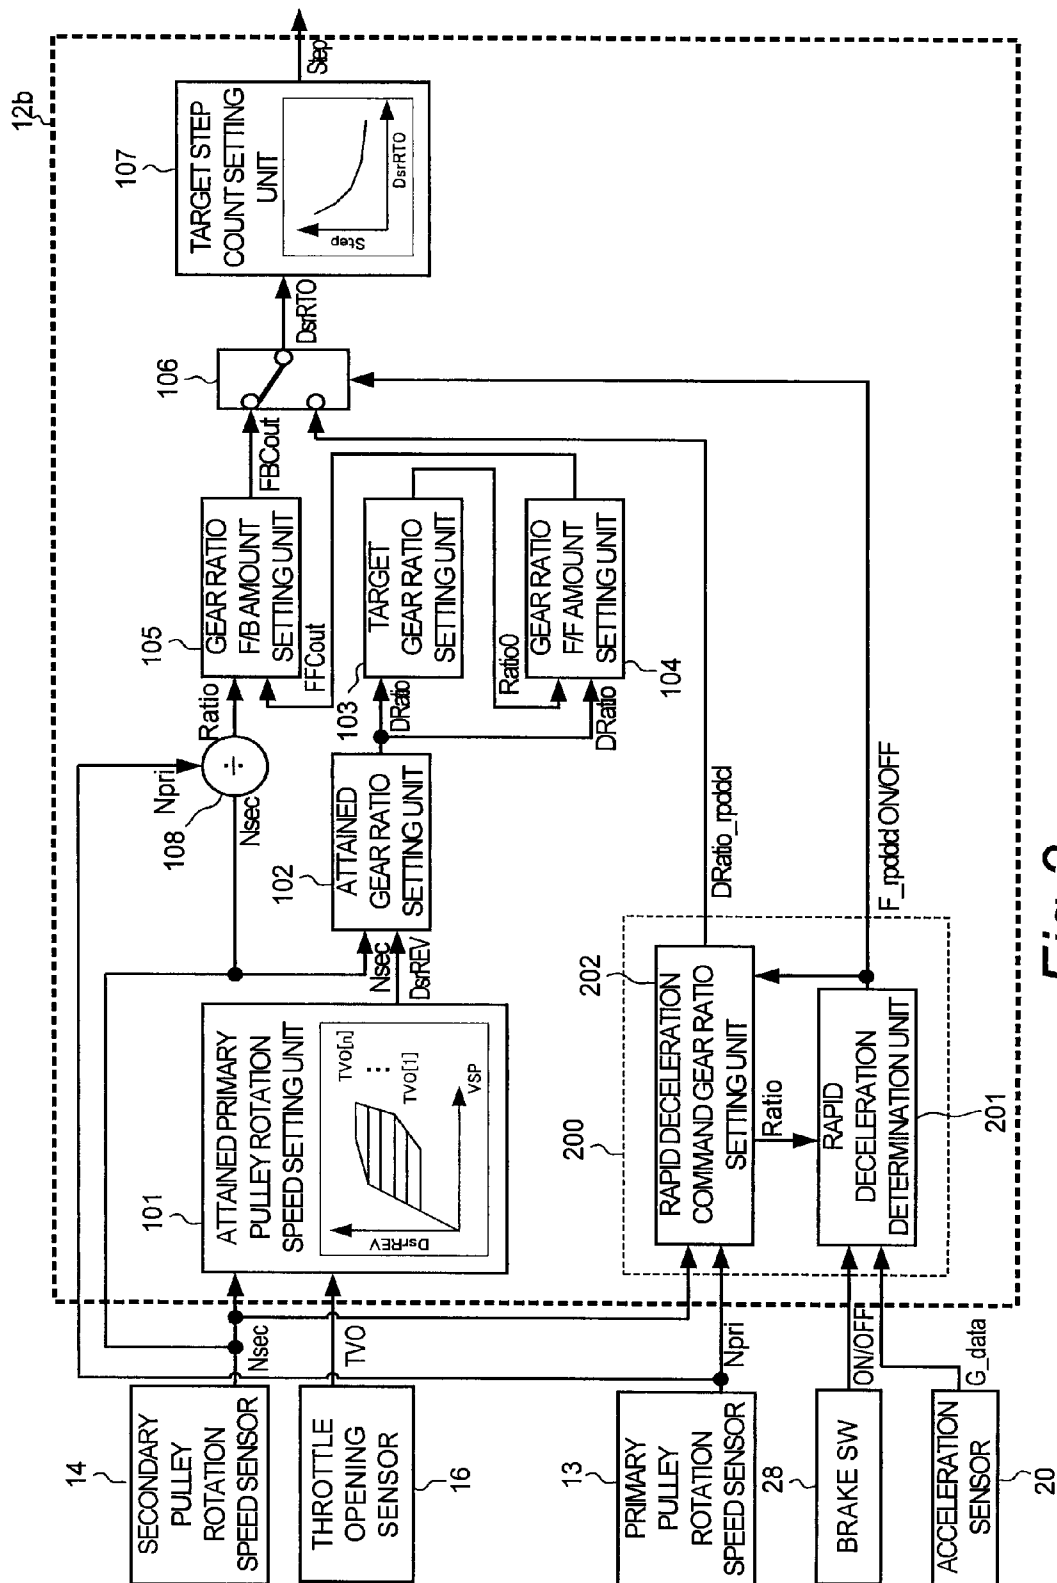 12b
14
SECONDARY
PULLEY
ROTATION
SPEED SENSOR
Nsec
THROTTLE
OPENING
SENSOR
16
TVO
13
PRIMARY
PULLEY
ROTATION
SPEED SENSOR
Npri
28
BRAKE SW
ON/OFF
ACCELERATION
SENSOR
20
G_data
101
ATTAINED PRIMARY
PULLEY ROTATION
SPEED SETTING UNIT
DsrREV
TVO[n]
TVO[1]
VSP
Nsec
DsrREV
102
ATTAINED
GEAR RATIO
SETTING UNIT
Npri
108
÷
Nsec
Ratio
DRatio
DRatio
103
TARGET
GEAR RATIO
SETTING UNIT
Ratio0
GEAR RATIO
F/F AMOUNT
SETTING UNIT
104
FFCout
105
GEAR RATIO
F/B AMOUNT
SETTING UNIT
FBCout
106
DsrRTO
107
TARGET STEP
COUNT SETTING
UNIT
Step
DsrRTO
Step
200
202
RAPID DECELERATION
COMMAND GEAR RATIO
SETTING UNIT
Ratio
RAPID
DECELERATION
DETERMINATION UNIT
201
DRatio_rpddcl
F_rpddcl ON/OFF